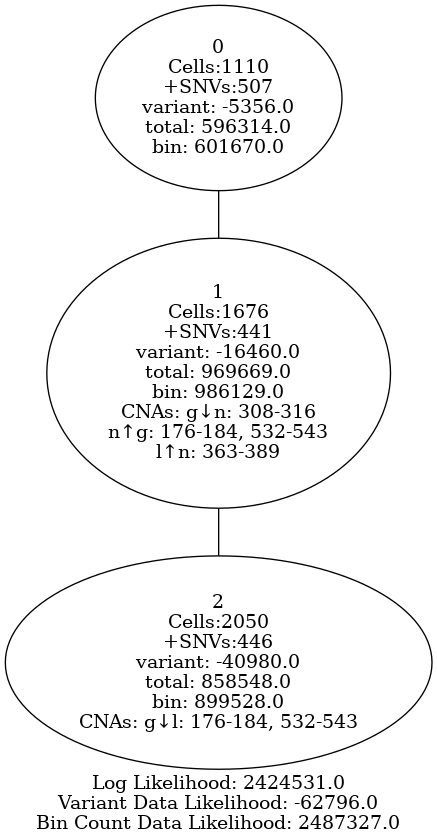 0
Cells:1110
+SNVs:507
variant: -5356.0
total: 596314.0
bin: 601670.0
1
Cells:1676
+SNVs:441
variant: -16460.0
total: 969669.0
bin: 986129.0
CNAs: g↓n: 308-316
n↑g: 176-184, 532-543
l↑n: 363-389
2
Cells:2050
+SNVs:446
variant: -40980.0
total: 858548.0
bin: 899528.0
CNAs: g↓l: 176-184, 532-543
Log Likelihood: 2424531.0
Variant Data Likelihood: -62796.0
Bin Count Data Likelihood: 2487327.0